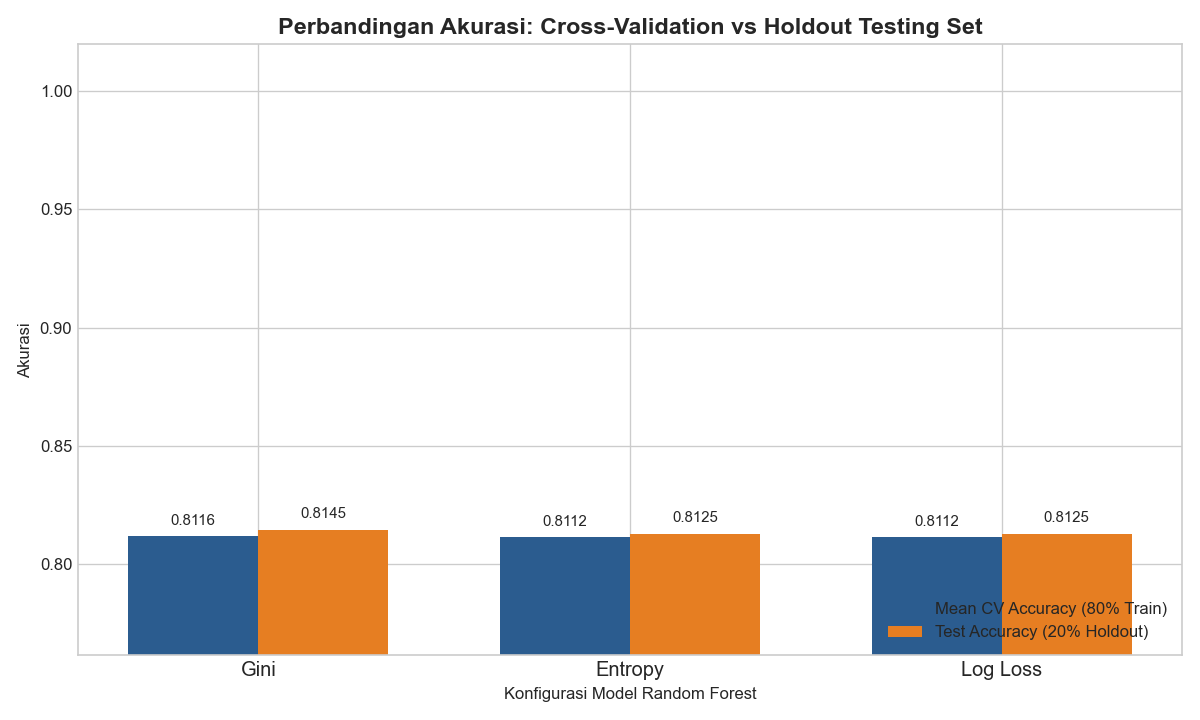 Perbandingan Akurasi: Cross-Validation vs Holdout Testing Set
Akurasi
1.00
0.95
0.90
0.85
0.80
0.8116
0.8145
0.8112
0.8125
0.8112
0.8125
Mean CV Accuracy (80% Train)
Test Accuracy (20% Holdout)
Gini
Entropy
Log Loss
Konfigurasi Model Random Forest